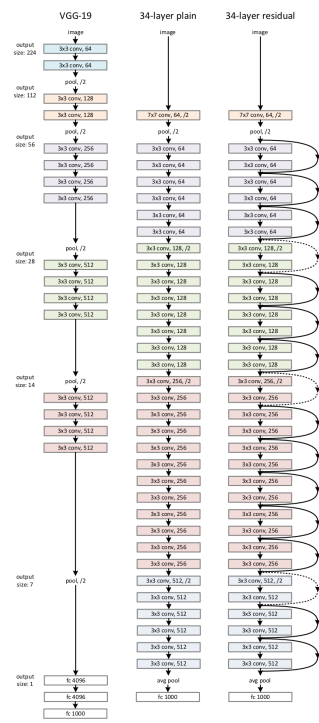 VGG-19
image
output
size: 224
3x3 conv, 64
3x3 conv, 64
pool, /2
output
size: 112
3x3 conv, 128
3x3 conv, 128
pool, /2
output
size: 56
3x3 conv, 256
3x3 conv, 256
3x3 conv, 256
3x3 conv, 256
pool, /2
output
size: 28
3x3 conv, 512
3x3 conv, 512
3x3 conv, 512
3x3 conv, 512
pool, /2
output
size: 14
3x3 conv, 512
3x3 conv, 512
3x3 conv, 512
3x3 conv, 512
output
size: 7
pool, /2
output
size: 1
fc 4096
fc 4096
fc 1000
34-layer plain
image
7x7 conv, 64, /2
pool, /2
3x3 conv, 64
3x3 conv, 64
3x3 conv, 64
3x3 conv, 64
3x3 conv, 64
3x3 conv, 64
3x3 conv, 128, /2
3x3 conv, 128
3x3 conv, 128
3x3 conv, 128
3x3 conv, 128
3x3 conv, 128
3x3 conv, 128
3x3 conv, 128
3x3 conv, 256, /2
3x3 conv, 256
3x3 conv, 256
3x3 conv, 256
3x3 conv, 256
3x3 conv, 256
3x3 conv, 256
3x3 conv, 256
3x3 conv, 256
3x3 conv, 256
3x3 conv, 256
3x3 conv, 256
3x3 conv, 512, /2
3x3 conv, 512
3x3 conv, 512
3x3 conv, 512
3x3 conv, 512
3x3 conv, 512
avg pool
fc 1000
34-layer residual
image
7x7 conv, 64, /2
pool, /2
3x3 conv, 64
3x3 conv, 64
3x3 conv, 64
3x3 conv, 64
3x3 conv, 64
3x3 conv, 64
3x3 conv, 128, /2
3x3 conv, 128
3x3 conv, 128
3x3 conv, 128
3x3 conv, 128
3x3 conv, 128
3x3 conv, 128
3x3 conv, 128
3x3 conv, 256, /2
3x3 conv, 256
3x3 conv, 256
3x3 conv, 256
3x3 conv, 256
3x3 conv, 256
3x3 conv, 256
3x3 conv, 256
3x3 conv, 256
3x3 conv, 256
3x3 conv, 256
3x3 conv, 256
3x3 conv, 512, /2
3x3 conv, 512
3x3 conv, 512
3x3 conv, 512
3x3 conv, 512
3x3 conv, 512
avg pool
fc 1000